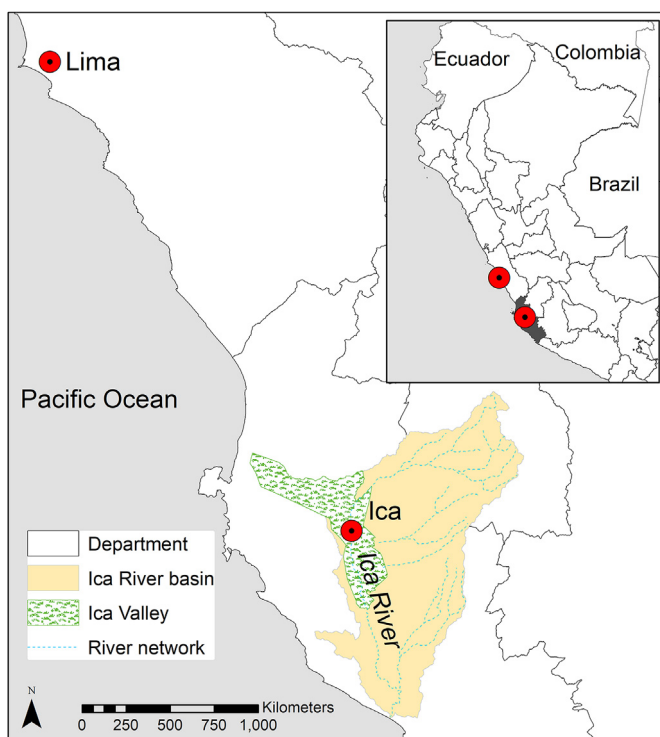 Lima
Ecuador
Colombia
Brazil
Pacific Ocean
Ica
Ica River
Department
Ica River basin
Ica Valley
River network
N
Kilometers
0 250 500 750 1,000